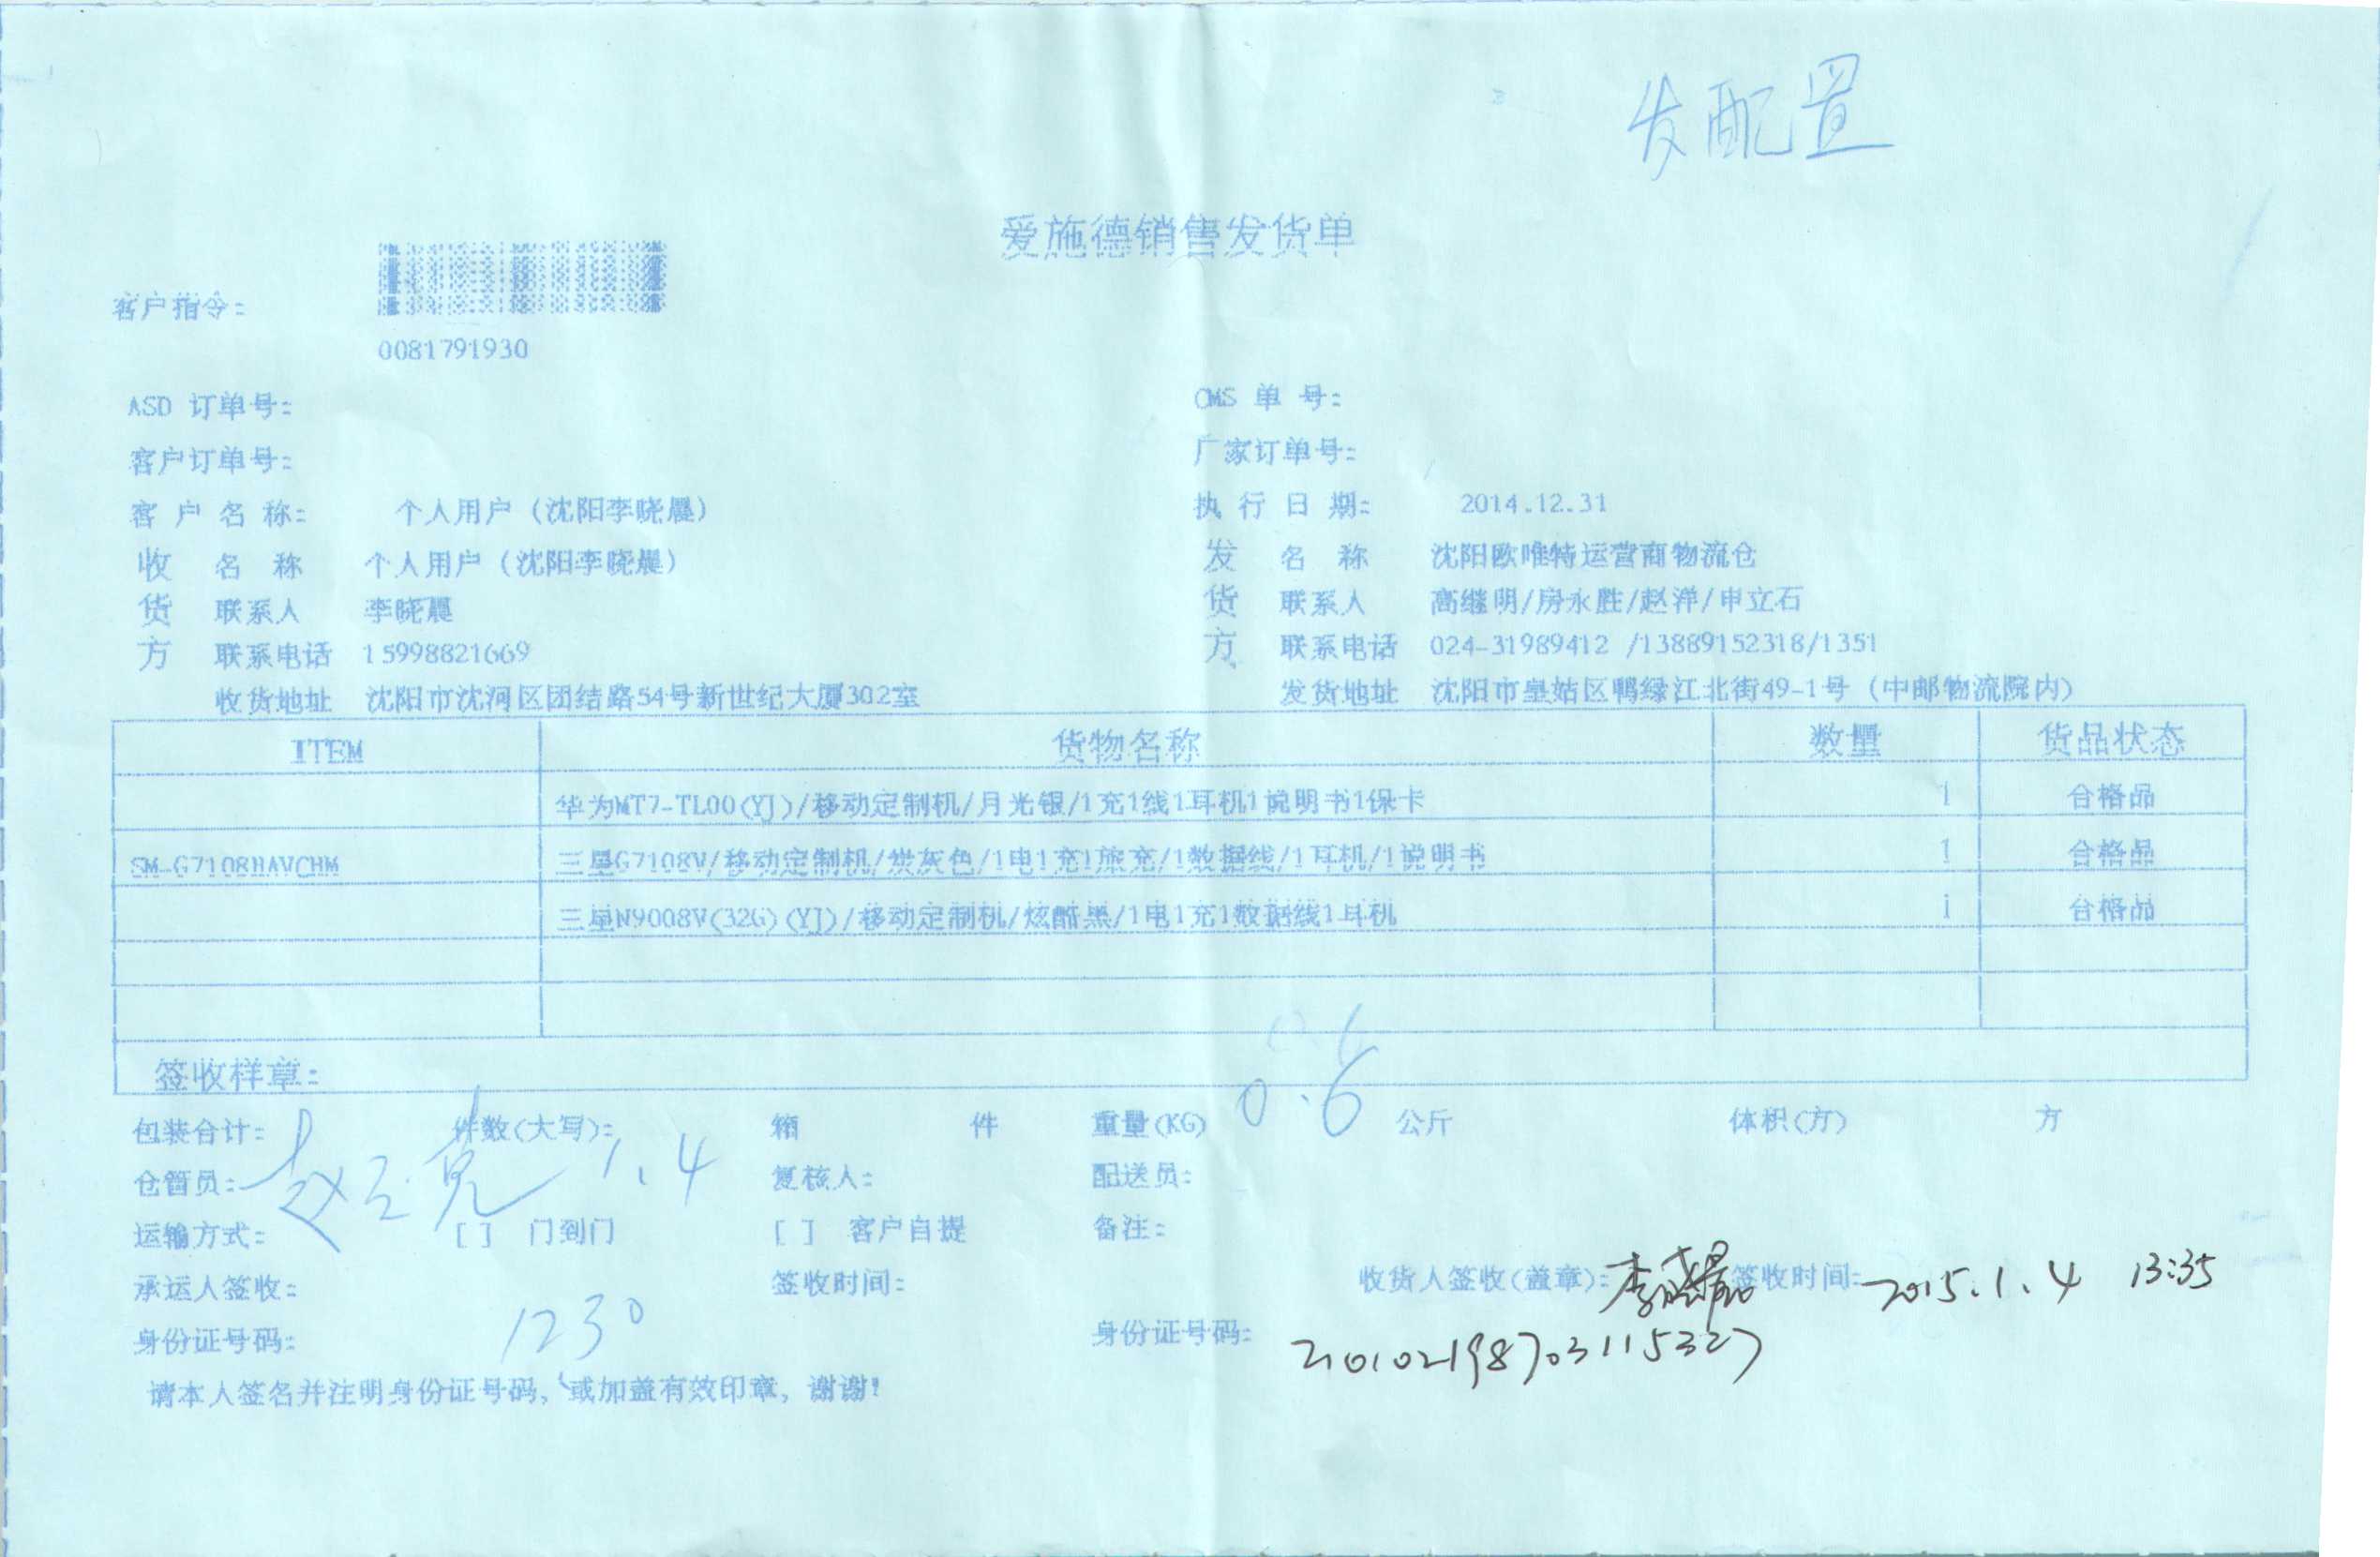 发配置
爱施德销售发货单
客户指令:
0081791930
ASD 订单号: CMS 单 号:
客户订单号: 厂家订单号:
客 户 名 称: 个人用户（沈阳李晓晨） 执 行 日 期: 2014.12.31
收 名 称 个人用户（沈阳李晓晨） 发 名 称 沈阳欧唯特运营商物流仓
货 联系人 李晓晨 货 联系人 高继明/房永胜/赵洋/申立石
方 联系电话 15998821669 方 联系电话 024-31989412 /13889152318/1351
收货地址 沈阳市沈河区团结路54号新世纪大厦302室 发货地址 沈阳市皇姑区鸭绿江北街49-1号（中邮物流院内）
ITEM 货物名称 数量 货品状态
华为MT7-TL00(YJ)/移动定制机/月光银/1充1线1耳机1说明书1保卡 1 合格品
SM-G7108HAVCHM 三星G7108V/移动定制机/炭灰色/1电1充1旅充/1数据线/1耳机/1说明书 1 合格品
三星N9008V(32G)(YJ)/移动定制机/炫酷黑/1电1充1数据线1耳机 1 合格品
签收样章:
包装合计: 件数(大写): 箱 件 重量(KG) 0.6 公斤 体积(方) 方
仓管员: 1.4 复核人: 配送员:
运输方式: [ ] 门到门 [ ] 客户自提 备注:
承运人签收: 签收时间: 收货人签收(盖章): 李晓晨 签收时间: 2015.1.4 13:35
身份证号码: 1230 身份证号码: 210102198703115327
请本人签名并注明身份证号码，或加盖有效印章，谢谢!